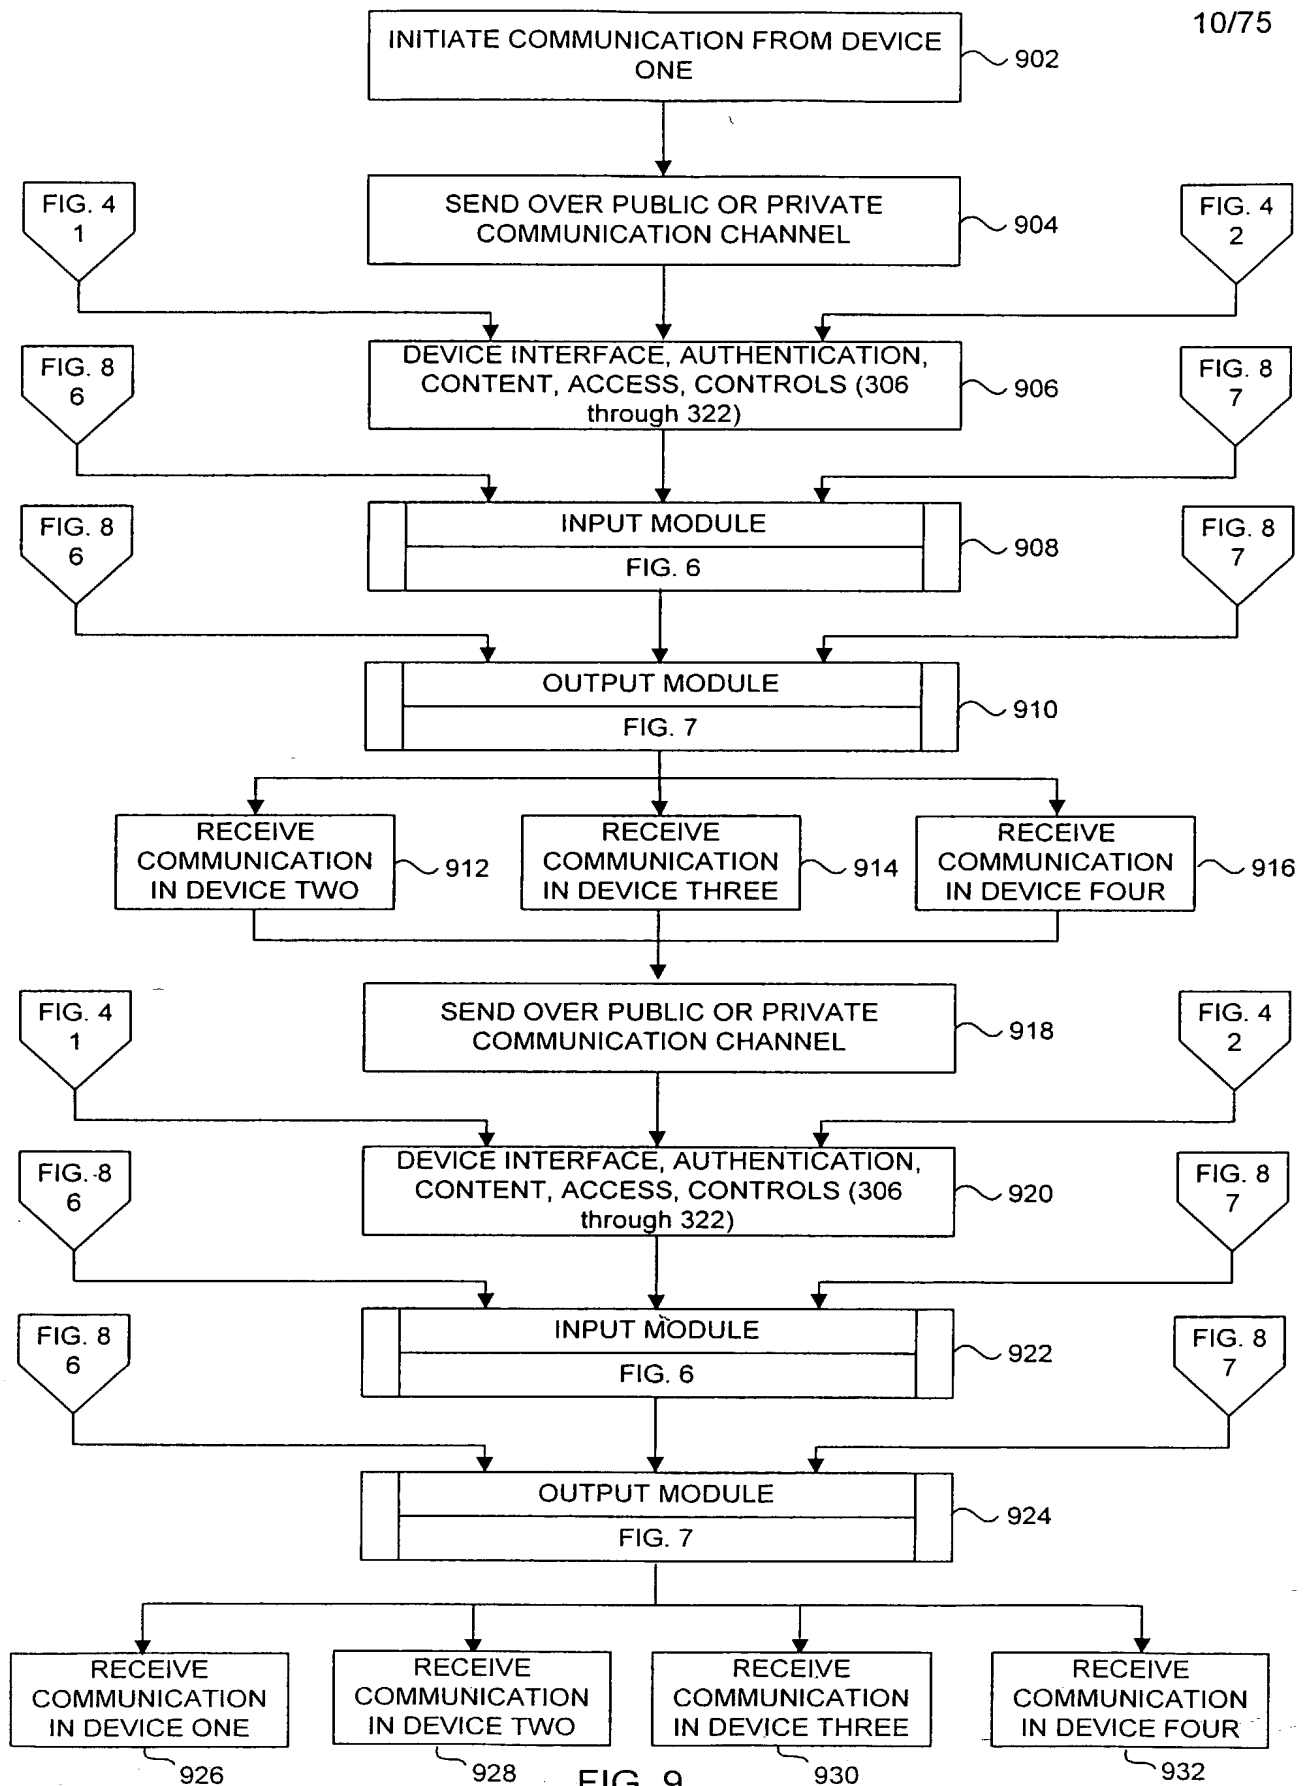 10/75
INITIATE COMMUNICATION FROM DEVICE
ONE
902
FIG. 4
1
SEND OVER PUBLIC OR PRIVATE
COMMUNICATION CHANNEL
904
FIG. 4
2
FIG. 8
6
DEVICE INTERFACE, AUTHENTICATION,
CONTENT, ACCESS, CONTROLS (306
through 322)
906
FIG. 8
7
FIG. 8
6
INPUT MODULE
FIG. 6
908
FIG. 8
7
OUTPUT MODULE
FIG. 7
910
RECEIVE
COMMUNICATION
IN DEVICE TWO
912
RECEIVE
COMMUNICATION
IN DEVICE THREE
914
RECEIVE
COMMUNICATION
IN DEVICE FOUR
916
FIG. 4
1
SEND OVER PUBLIC OR PRIVATE
COMMUNICATION CHANNEL
918
FIG. 4
2
FIG. 8
6
DEVICE INTERFACE, AUTHENTICATION,
CONTENT, ACCESS, CONTROLS (306
through 322)
920
FIG. 8
7
FIG. 8
6
INPUT MODULE
FIG. 6
922
FIG. 8
7
OUTPUT MODULE
FIG. 7
924
RECEIVE
COMMUNICATION
IN DEVICE ONE
926
RECEIVE
COMMUNICATION
IN DEVICE TWO
928
RECEIVE
COMMUNICATION
IN DEVICE THREE
930
RECEIVE
COMMUNICATION
IN DEVICE FOUR
932
FIG. 9